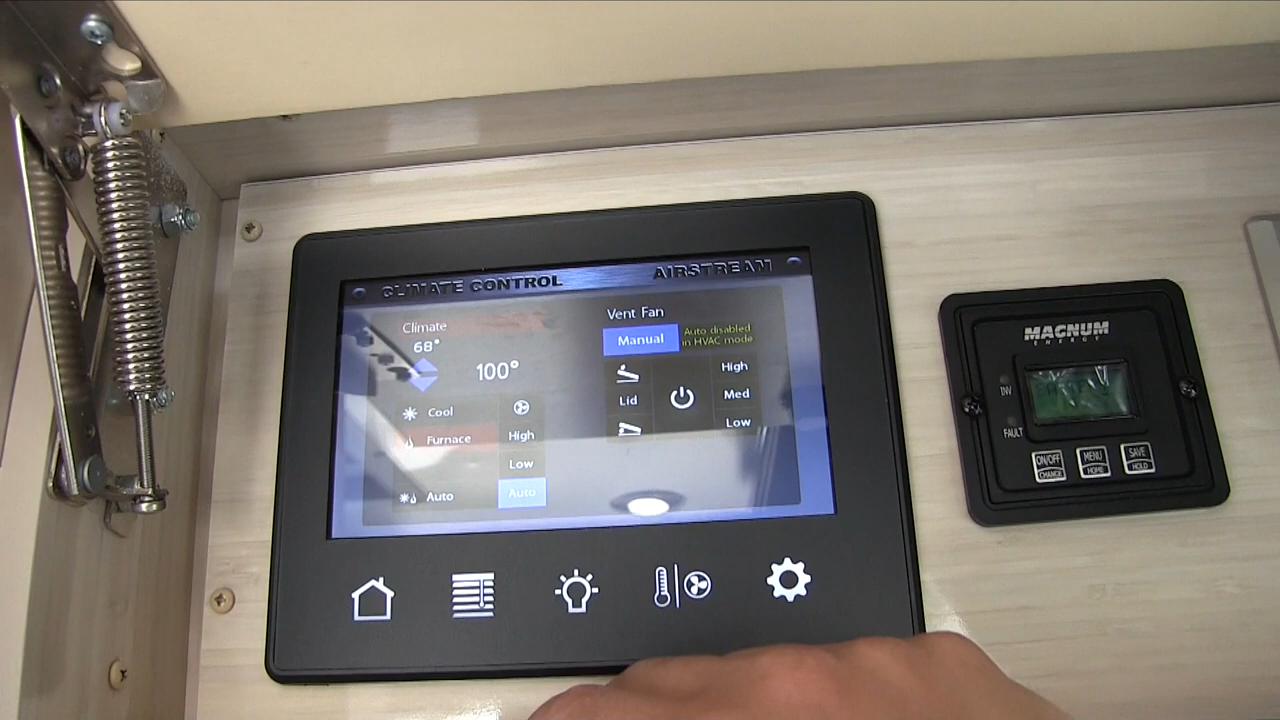 CLIMATE CONTROL
AIRSTREAM
Climate
68°
100°
Cool
Furnace
Auto
High
Low
Auto
Vent Fan
Manual
Auto disabled
in HVAC mode
Lid
High
Med
Low
MAGNUM
ENERGY
INV
FAULT
ON/OFF
CHANGE
MENU
HOME
SAVE
HOLD